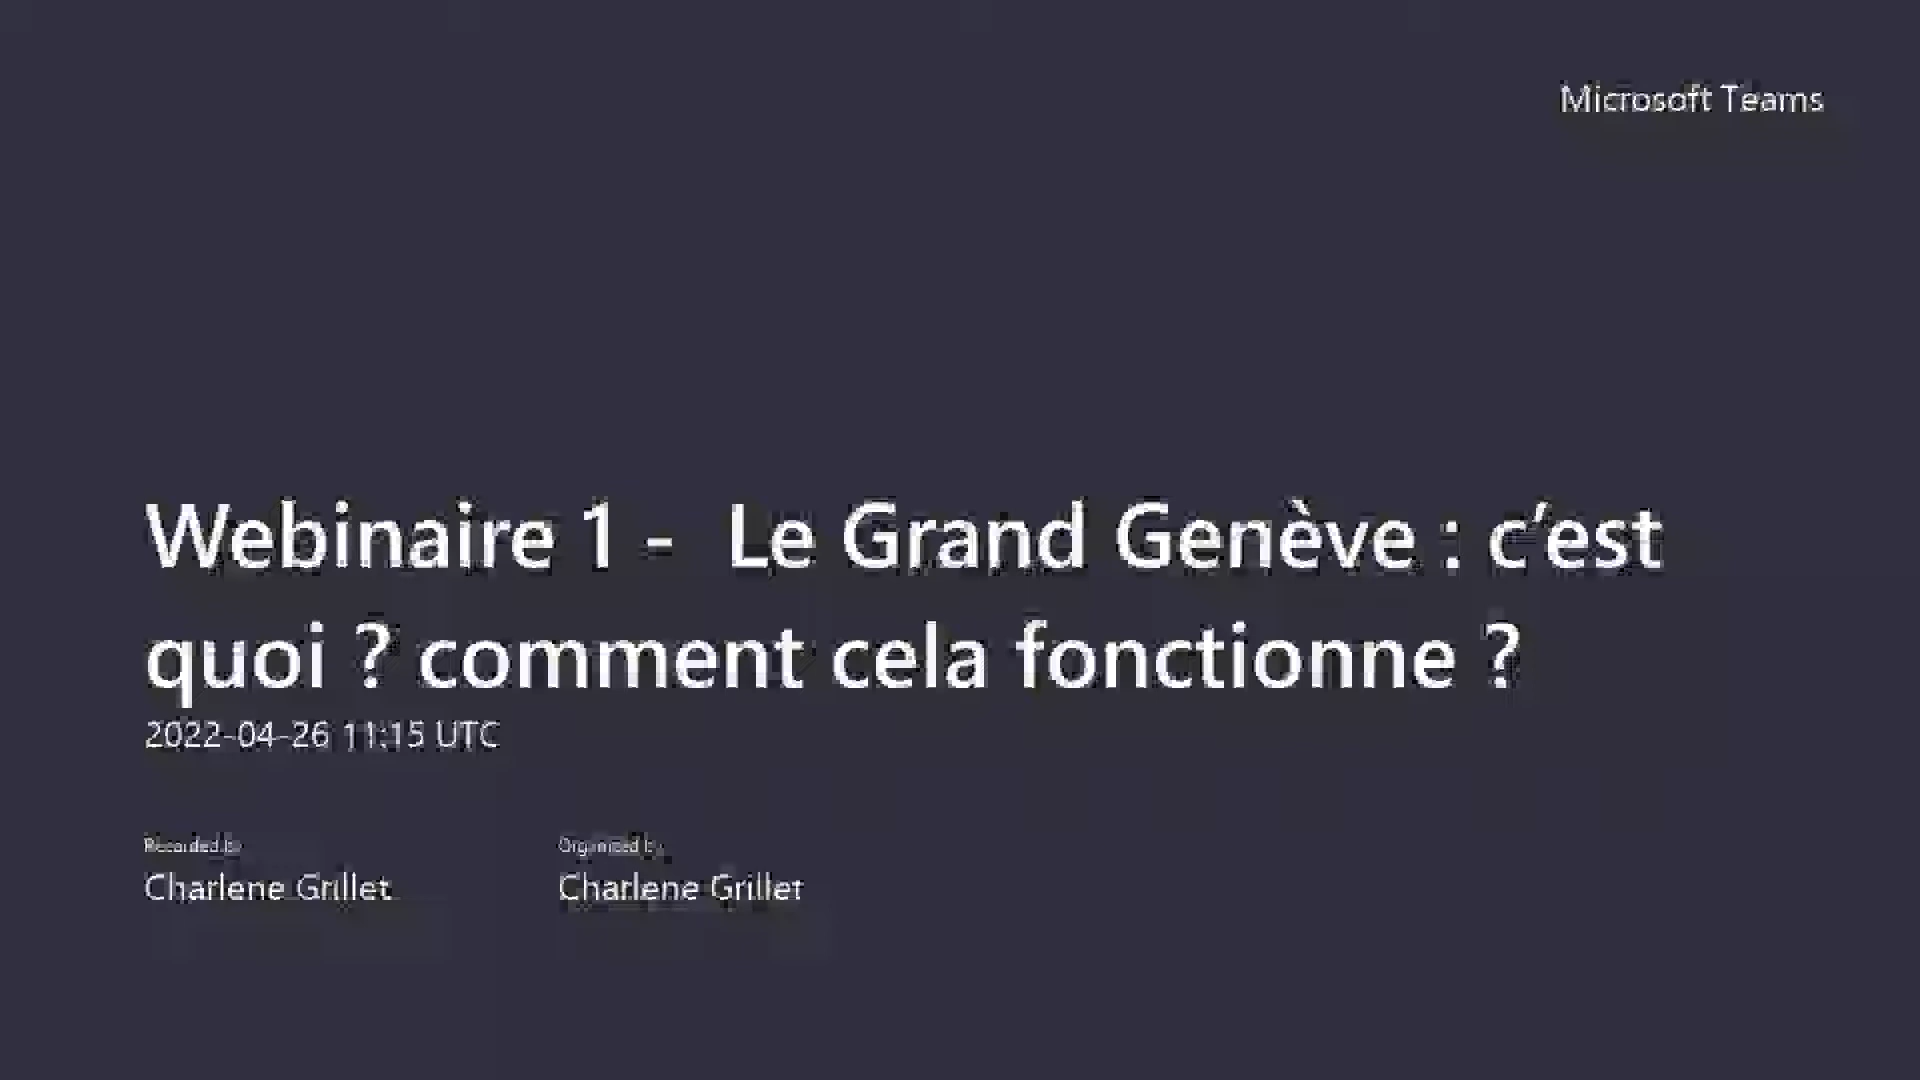 Microsoft Teams
Webinaire 1 -  Le Grand Genève : c’est
quoi ? comment cela fonctionne ?
2022-04-26 11:15 UTC
Recorded by
Organized by
Charlene Grillet
Charlene Grillet